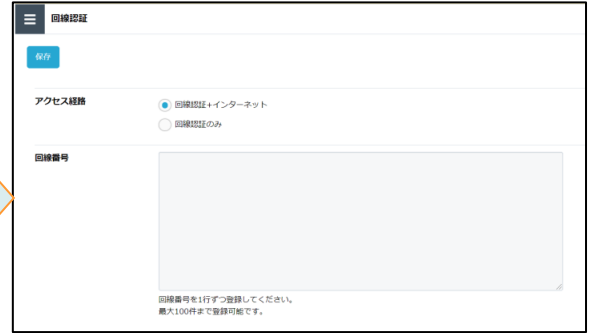 回線認証
保存
アクセス経路
回線認証+インターネット
回線認証のみ
回線番号
回線番号を1行ずつ登録してください。
最大100件まで登録可能です。